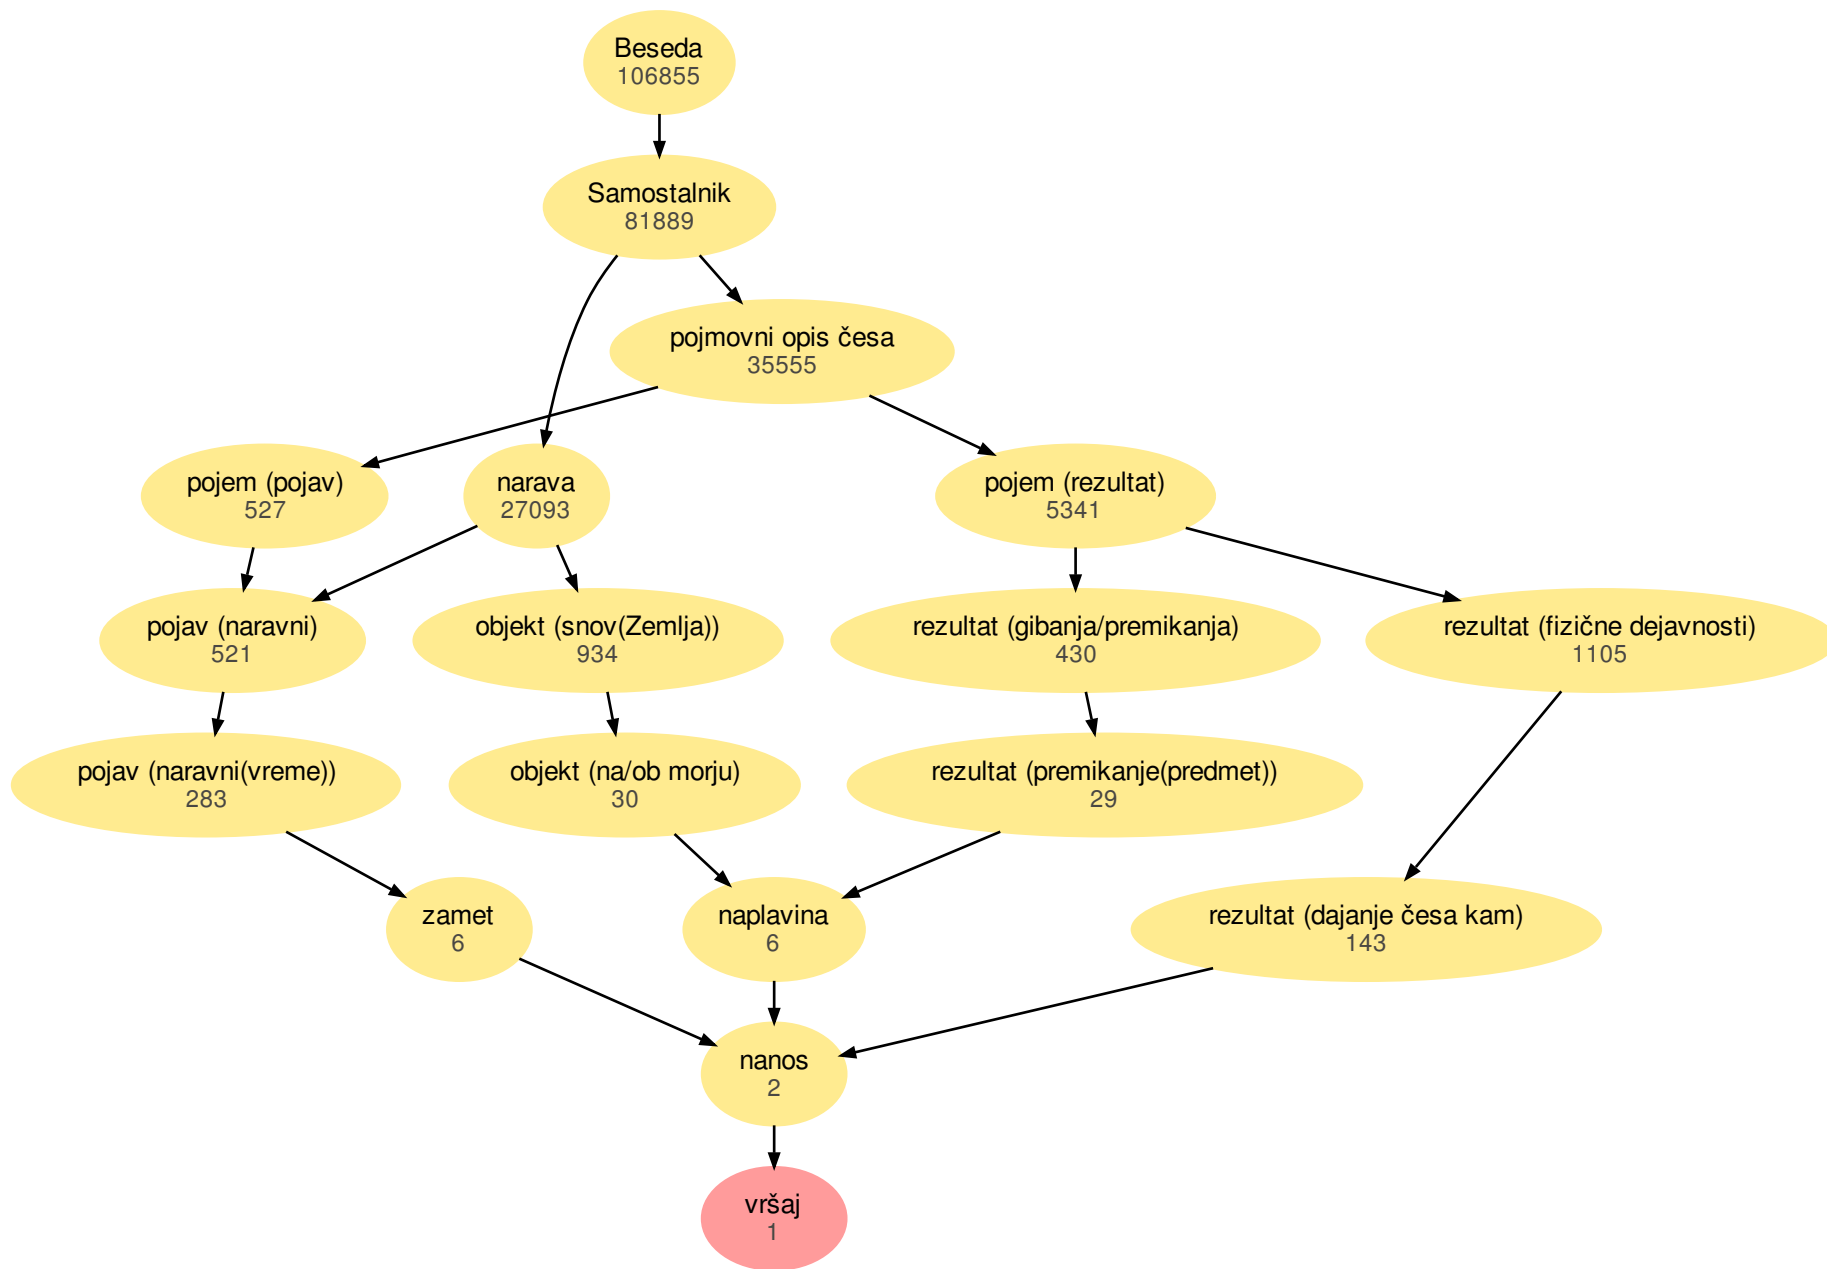 Beseda
106855
Samostalnik
81889
pojmovni opis česa
35555
pojem (pojav)
527
narava
27093
pojem (rezultat)
5341
pojav (naravni)
521
objekt (snov(Zemlja))
934
rezultat (gibanja/premikanja)
430
rezultat (fizične dejavnosti)
1105
pojav (naravni(vreme))
283
objekt (na/ob morju)
30
rezultat (premikanje(predmet))
29
zamet
6
naplavina
6
rezultat (dajanje česa kam)
143
nanos
2
vršaj
1